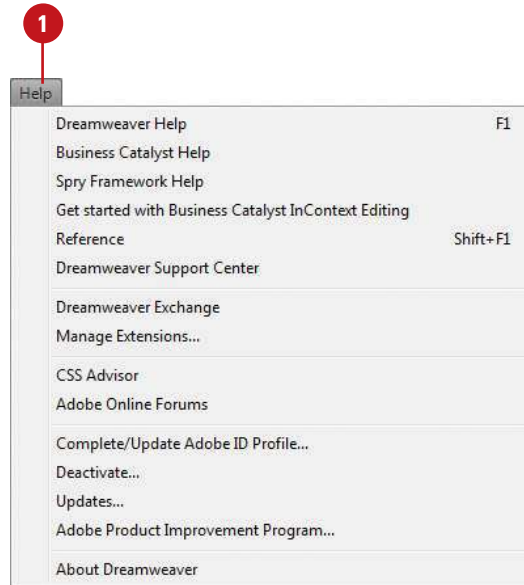 1
Help
Dreamweaver Help F1
Business Catalyst Help
Spry Framework Help
Get started with Business Catalyst InContext Editing
Reference Shift+F1
Dreamweaver Support Center
Dreamweaver Exchange
Manage Extensions...
CSS Advisor
Adobe Online Forums
Complete/Update Adobe ID Profile...
Deactivate...
Updates...
Adobe Product Improvement Program...
About Dreamweaver